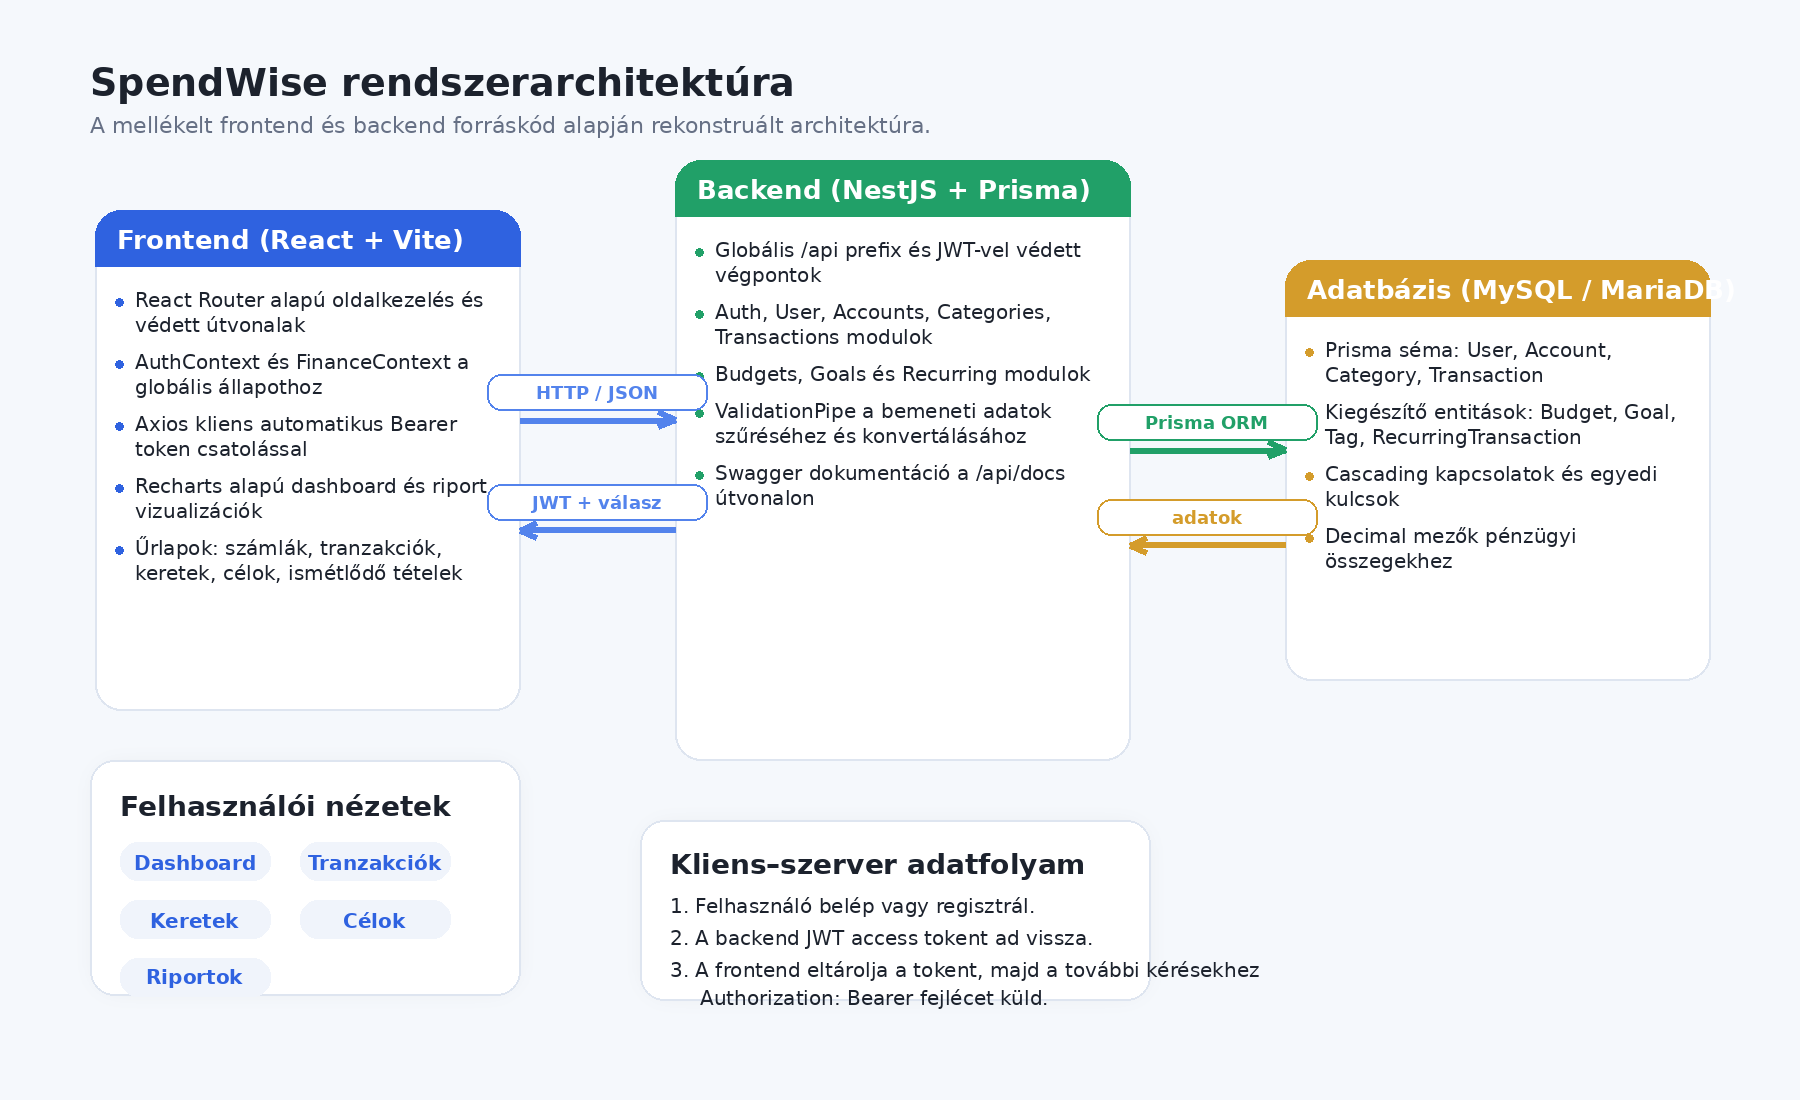 SpendWise rendszerarchitektúra
A mellékelt frontend és backend forráskód alapján rekonstruált architektúra.
Frontend (React + Vite)
React Router alapú oldalkezelés és
védett útvonalak
AuthContext és FinanceContext a
globális állapothoz
Axios kliens automatikus Bearer
token csatolással
Recharts alapú dashboard és riport
vizualizációk
Űrlapok: számlák, tranzakciók,
keretek, célok, ismétlődő tételek
HTTP / JSON
JWT + válasz
Backend (NestJS + Prisma)
Globális /api prefix és JWT-vel védett
végpontok
Auth, User, Accounts, Categories,
Transactions modulok
Budgets, Goals és Recurring modulok
ValidationPipe a bemeneti adatok
szűréséhez és konvertálásához
Swagger dokumentáció a /api/docs
útvonalon
Prisma ORM
adatok
Adatbázis (MySQL / MariaDB)
Prisma séma: User, Account,
Category, Transaction
Kiegészítő entitások: Budget, Goal,
Tag, RecurringTransaction
Cascading kapcsolatok és egyedi
kulcsok
Decimal mezők pénzügyi
összegekhez
Felhasználói nézetek
Dashboard
Tranzakciók
Keretek
Célok
Riportok
Kliens–szerver adatfolyam
1. Felhasználó belép vagy regisztrál.
2. A backend JWT access tokent ad vissza.
3. A frontend eltárolja a tokent, majd a további kérésekhez
Authorization: Bearer fejlécet küld.